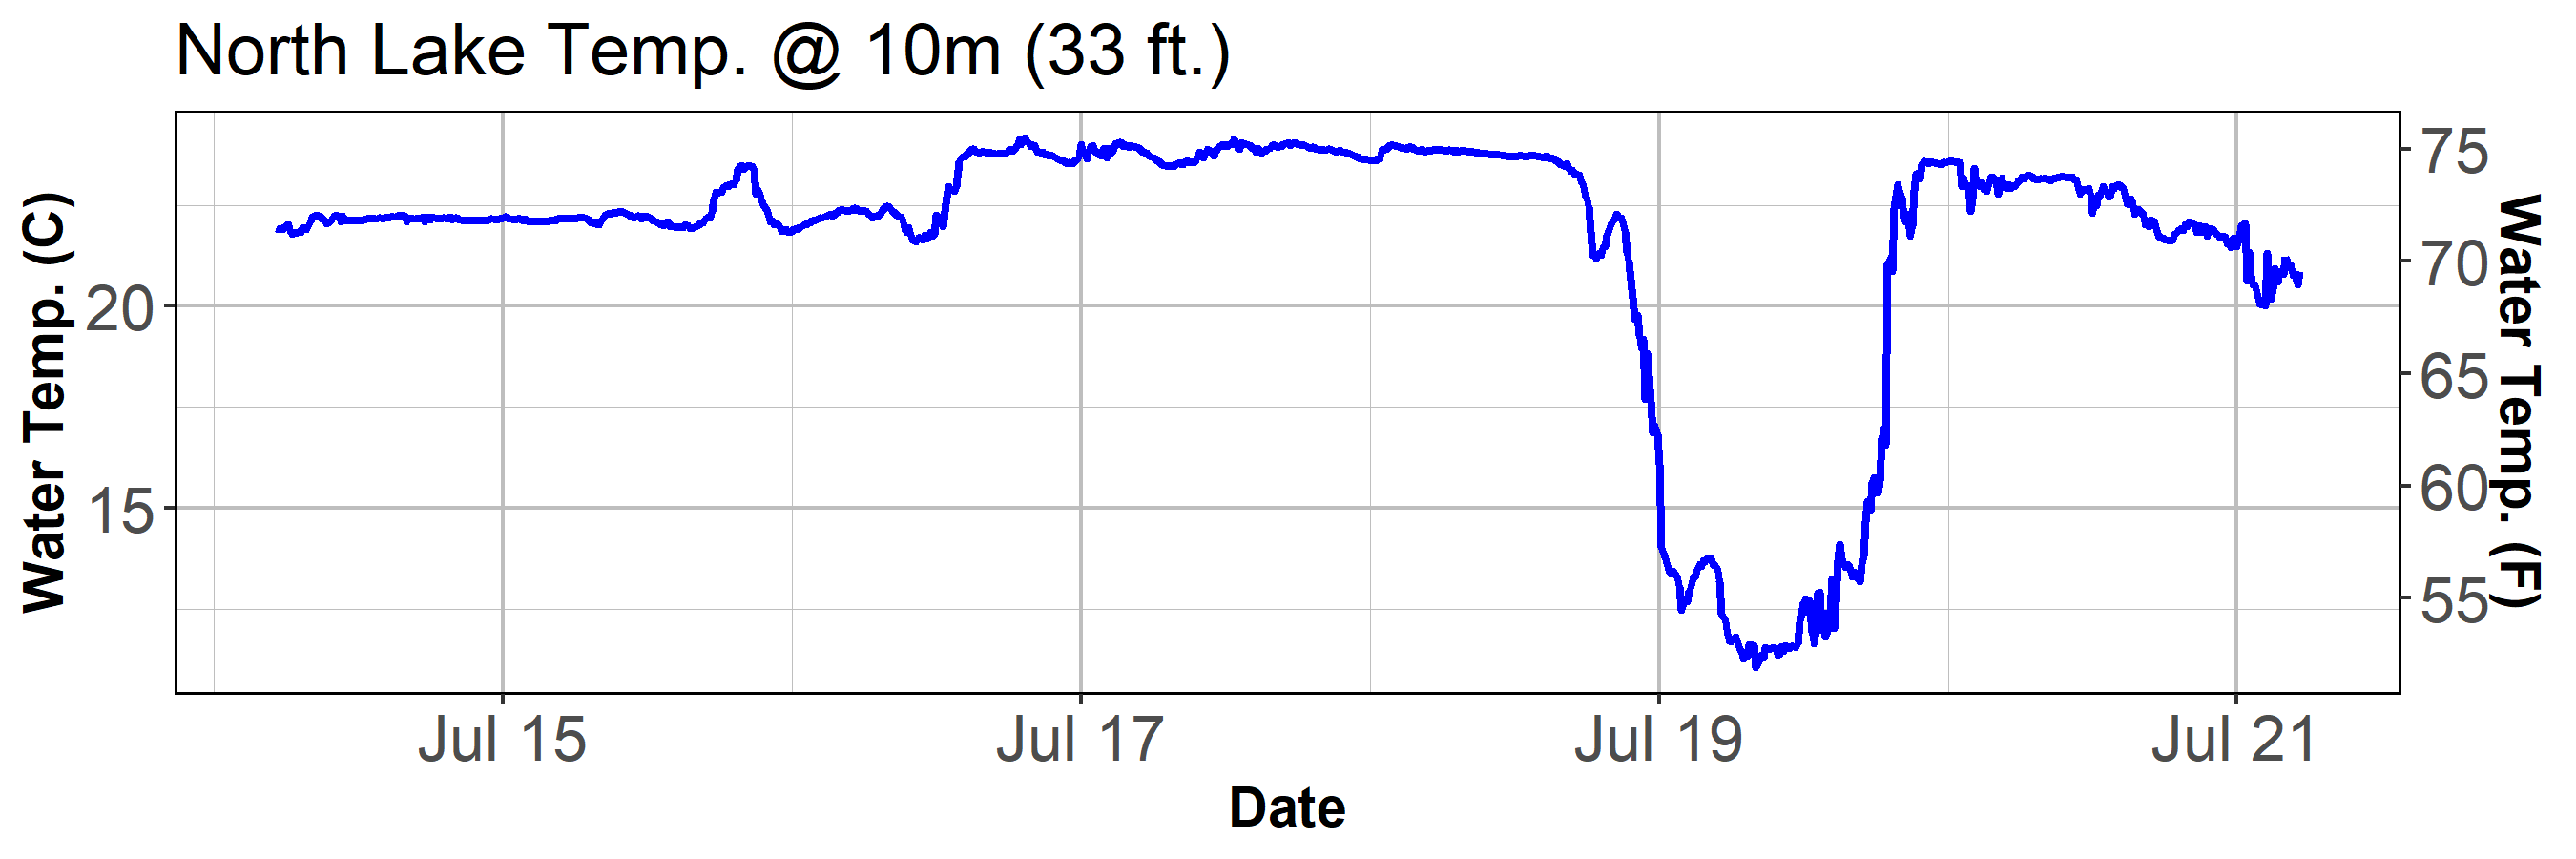 North Lake Temp. @ 10m (33 ft.)
Water Temp. (C)
20
15
75
70
65
60
55
Water Temp. (F)
Jul 15 Jul 17 Jul 19 Jul 21
Date